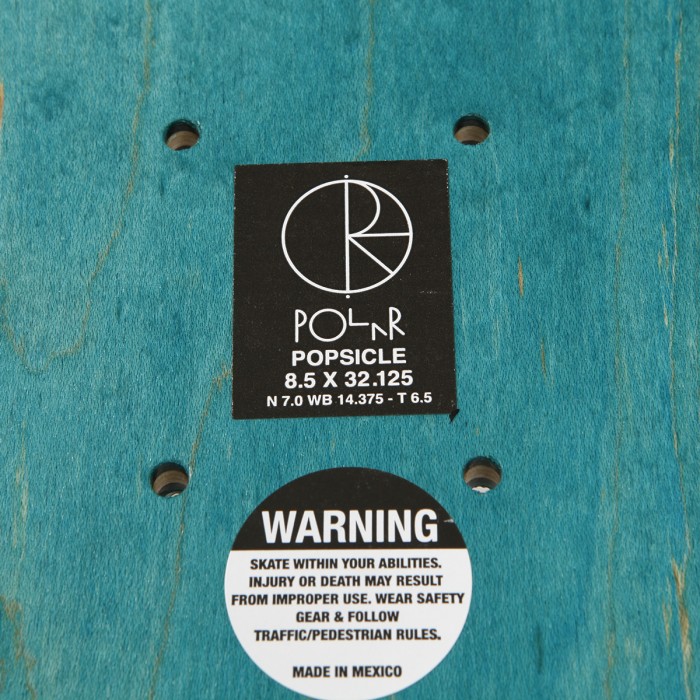 POLAR
POPSICLE
8.5 X 32.125
N 7.0 WB 14.375 - T 6.5
WARNING
SKATE WITHIN YOUR ABILITIES.
INJURY OR DEATH MAY RESULT
FROM IMPROPER USE. WEAR SAFETY
GEAR & FOLLOW
TRAFFIC/PEDESTRIAN RULES.
MADE IN MEXICO